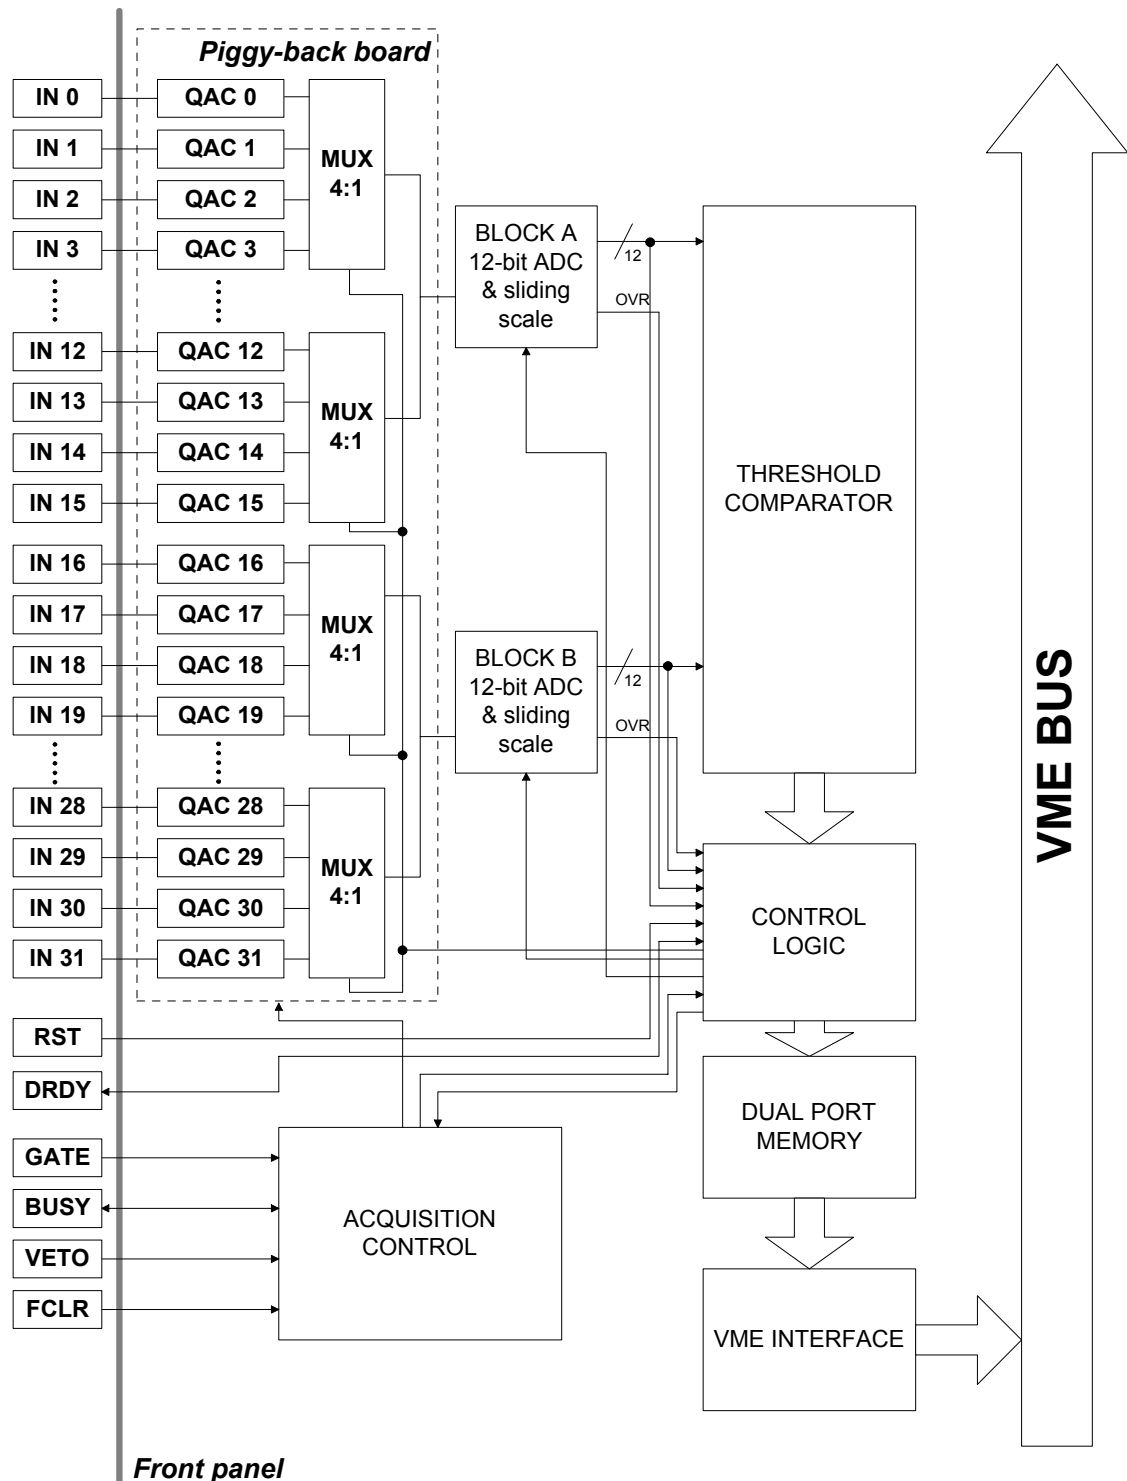 Piggy-back board
IN 0
QAC 0
IN 1
QAC 1
IN 2
QAC 2
IN 3
QAC 3
MUX
4:1
IN 12
QAC 12
IN 13
QAC 13
IN 14
QAC 14
IN 15
QAC 15
MUX
4:1
IN 16
QAC 16
IN 17
QAC 17
IN 18
QAC 18
IN 19
QAC 19
MUX
4:1
IN 28
QAC 28
IN 29
QAC 29
IN 30
QAC 30
IN 31
QAC 31
MUX
4:1
BLOCK A
12-bit ADC
& sliding
scale
12
OVR
BLOCK B
12-bit ADC
& sliding
scale
12
OVR
THRESHOLD
COMPARATOR
CONTROL
LOGIC
DUAL PORT
MEMORY
VME INTERFACE
VME BUS
RST
DRDY
GATE
BUSY
VETO
FCLR
ACQUISITION
CONTROL
Front panel